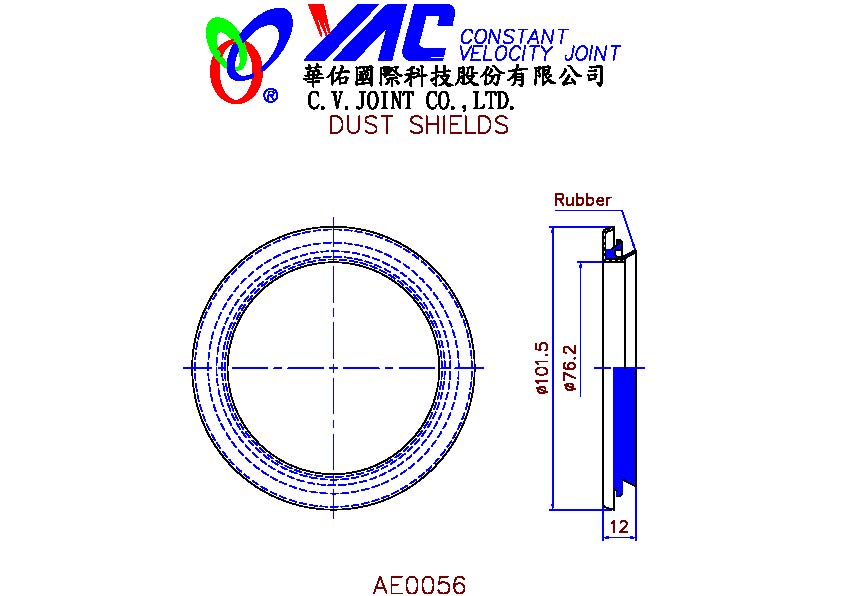 YAC CONSTANT
VELOCITY JOINT
®
華佑國際科技股份有限公司
C.V.JOINT CO.,LTD.
DUST SHIELDS
Rubber
ø101.5
ø76.2
12
AE0056